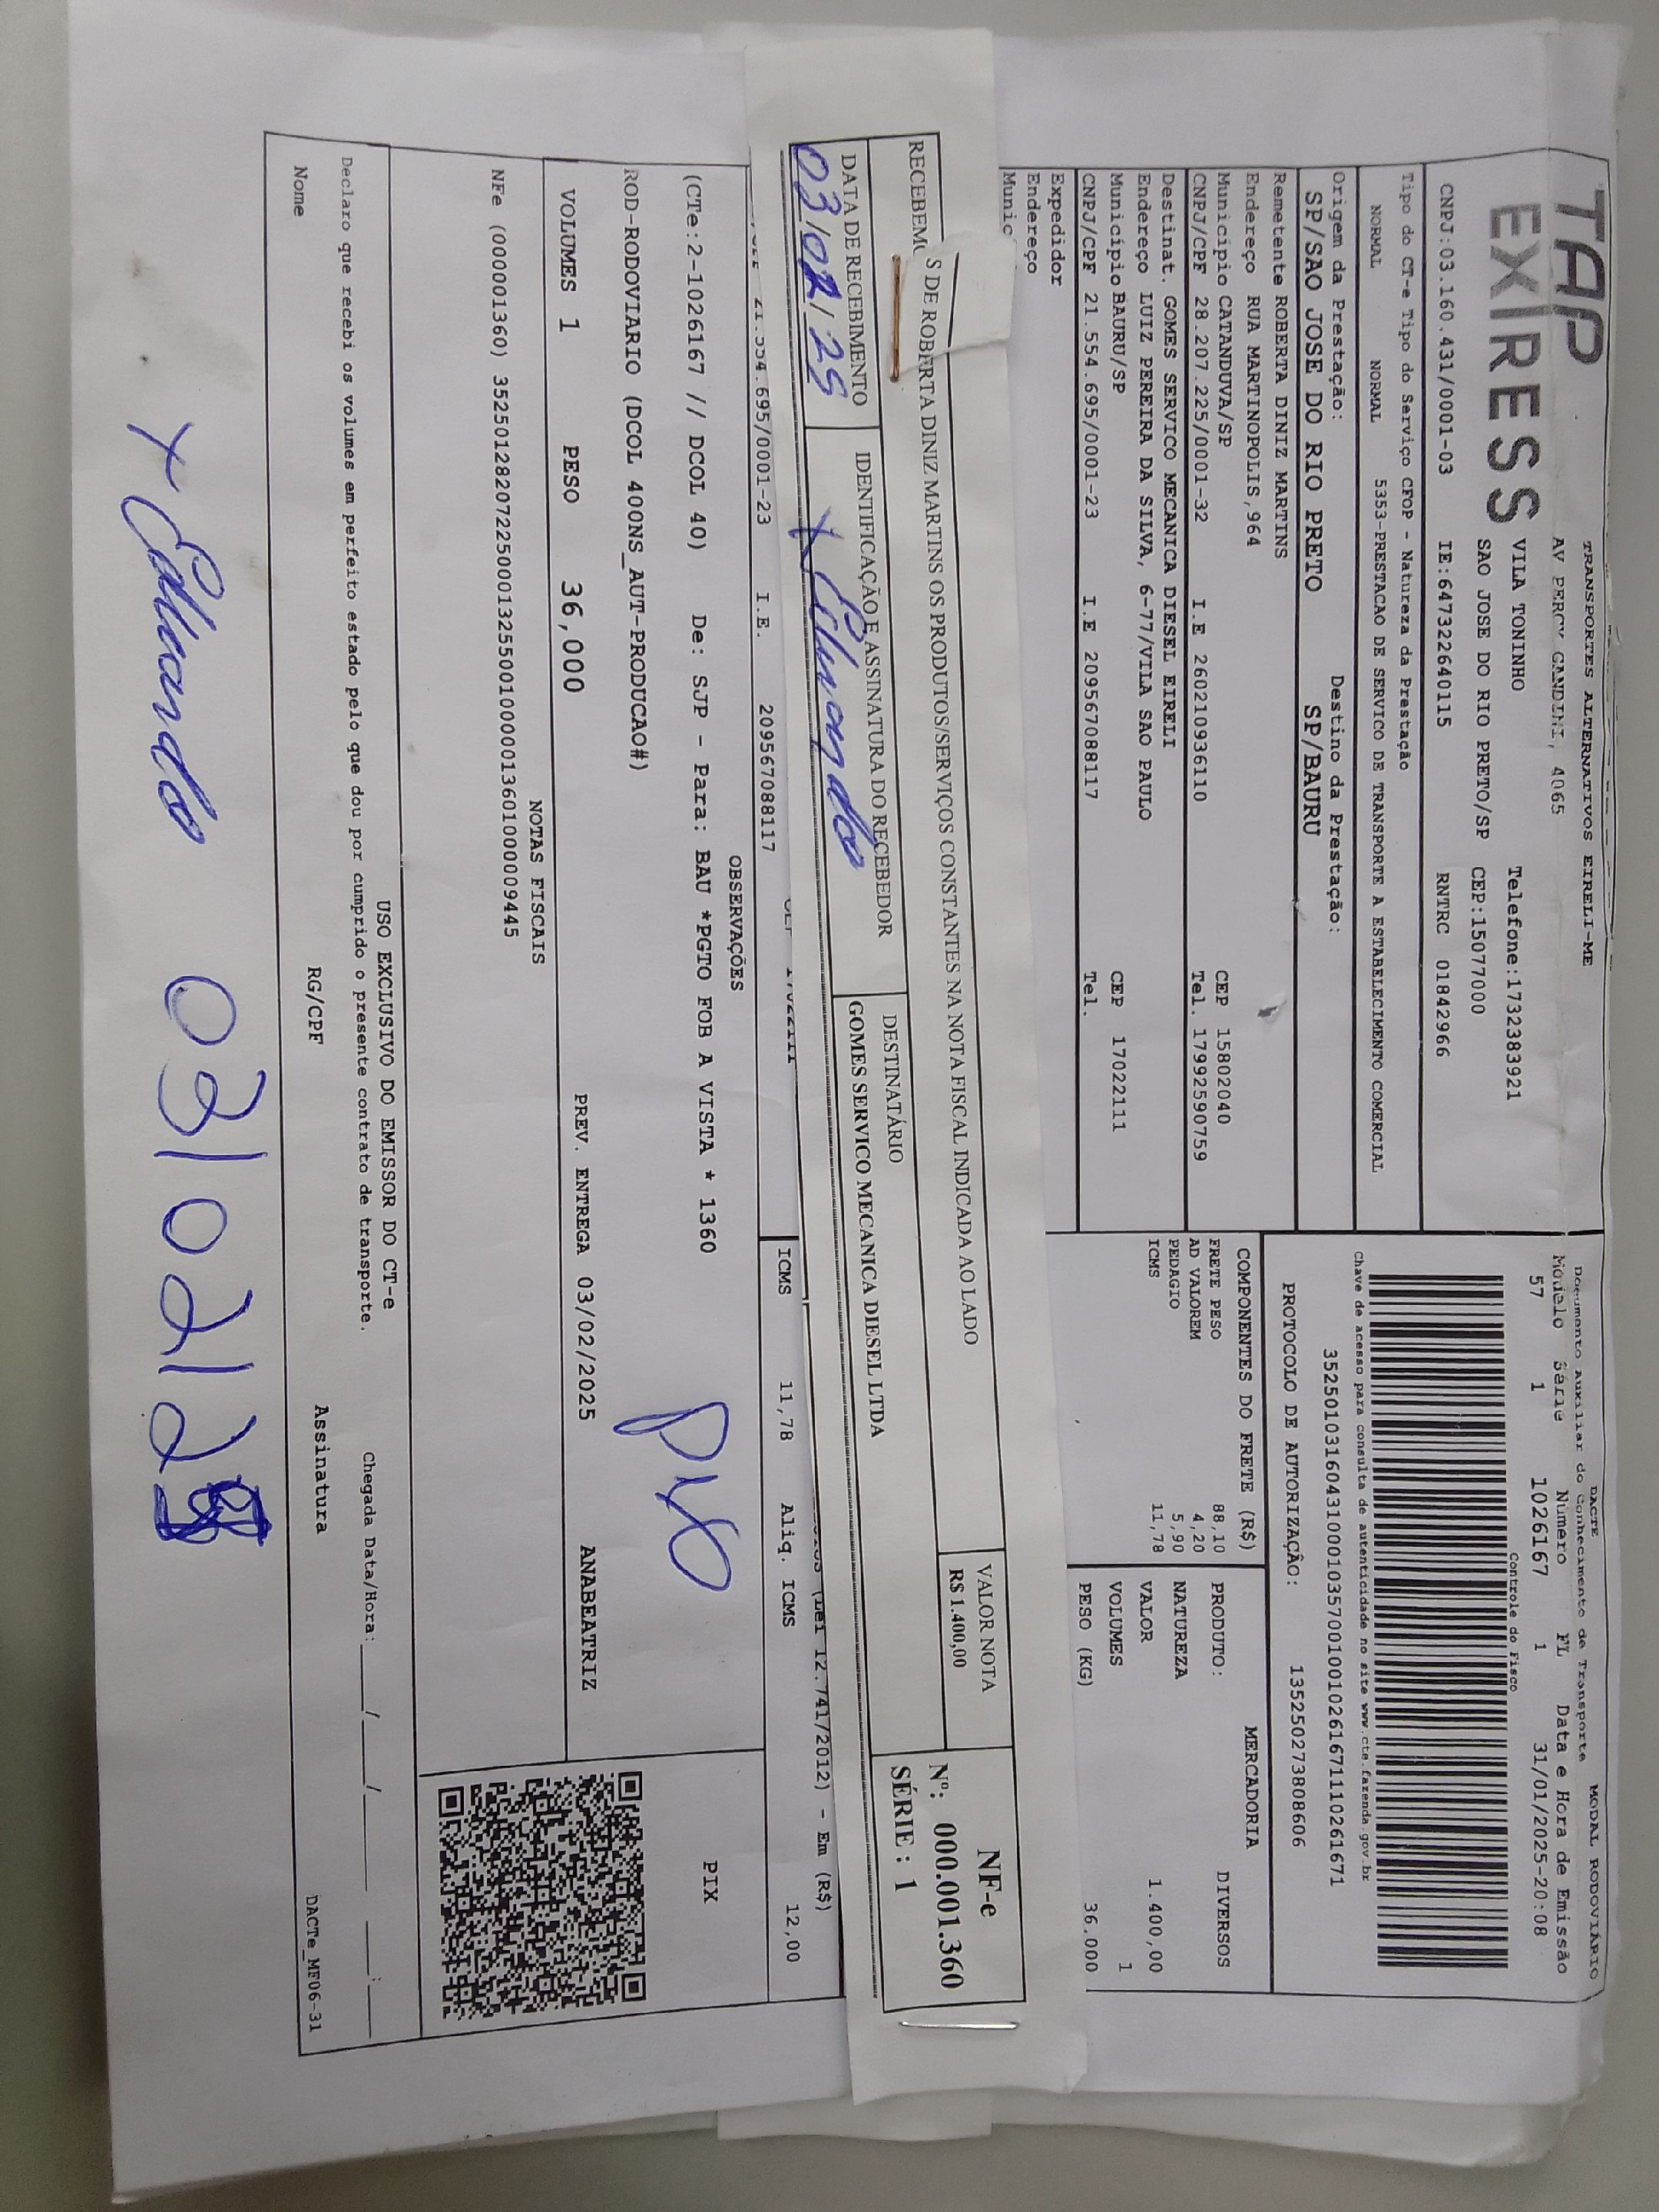 TAP
EXPRESS
TRANSPORTES ALTERNATIVOS EIRELI-ME
AV PERCY GANDINI, 4065
VILA TONINHO Telefone:1732383921
SAO JOSE DO RIO PRETO/SP CEP:15077000
CNPJ:03.160.431/0001-03 IE:647322640115 RNTRC 01842966
DACTE MODAL RODOVIÁRIO
Documento Auxiliar do Conhecimento de Transporte
Modelo Série Número FL Data e Hora de Emissão
57 1 1026167 1 31/01/2025-20:08
Controle do Fisco
Chave de acesso para consulta de autenticidade no site www.cte.fazenda.gov.br
35250103160431000103570010010261671110261671
PROTOCOLO DE AUTORIZAÇÃO: 135250273808606
Tipo do CT-e Tipo do Serviço CFOP - Natureza da Prestação
NORMAL NORMAL 5353-PRESTACAO DE SERVICO DE TRANSPORTE A ESTABELECIMENTO COMERCIAL
Origem da Prestação: Destino da Prestação:
SP/SAO JOSE DO RIO PRETO SP/BAURU
Remetente ROBERTA DINIZ MARTINS
Endereço RUA MARTINOPOLIS,964
Município CATANDUVA/SP CEP 15802040
CNPJ/CPF 28.207.225/0001-32 I.E 260210936110 Tel. 17992590759
Destinat. GOMES SERVICO MECANICA DIESEL EIRELI
Endereço LUIZ PEREIRA DA SILVA, 6-77/VILA SAO PAULO
Município BAURU/SP CEP 17022111
CNPJ/CPF 21.554.695/0001-23 I.E 209567088117 Tel.
Expedidor
Endereço
Munic
COMPONENTES DO FRETE (R$)
FRETE PESO 88,10
AD VALOREM 4,20
PEDAGIO 5,90
ICMS 11,78
MERCADORIA
PRODUTO: DIVERSOS
NATUREZA
VALOR 1.400,00
VOLUMES 1
PESO (KG) 36,000
RECEBEMOS DE ROBERTA DINIZ MARTINS OS PRODUTOS/SERVIÇOS CONSTANTES NA NOTA FISCAL INDICADA AO LADO
VALOR NOTA
R$ 1.400,00
NF-e
Nº: 000.001.360
SÉRIE : 1
DATA DE RECEBIMENTO IDENTIFICAÇÃO E ASSINATURA DO RECEBEDOR DESTINATÁRIO
03/02/25 x Eduardo GOMES SERVICO MECANICA DIESEL LTDA
(Lei 12.741/2012) - Em (R$)
21.554.695/0001-23 I.E. 209567088117
ICMS 11,78 Aliq. ICMS 12,00
OBSERVAÇÕES
(CTe:2-1026167 // DCOL 40) De: SJP - Para: BAU *PGTO FOB A VISTA * 1360
ROD-RODOVIARIO (DCOL 400NS_AUT-PRODUCAO#)
PIX
VOLUMES 1 PESO 36,000 PREV. ENTREGA 03/02/2025 ANABEATRIZ
NOTAS FISCAIS
NFe (000001360) 35250128207225000132550010000013601000009445
USO EXCLUSIVO DO EMISSOR DO CT-e
Declaro que recebi os volumes em perfeito estado pelo que dou por cumprido o presente contrato de transporte. Chegada Data/Hora:____/____/____ ___:___
Nome RG/CPF Assinatura DACTe_MF06-31
x Eduardo 03/02/25